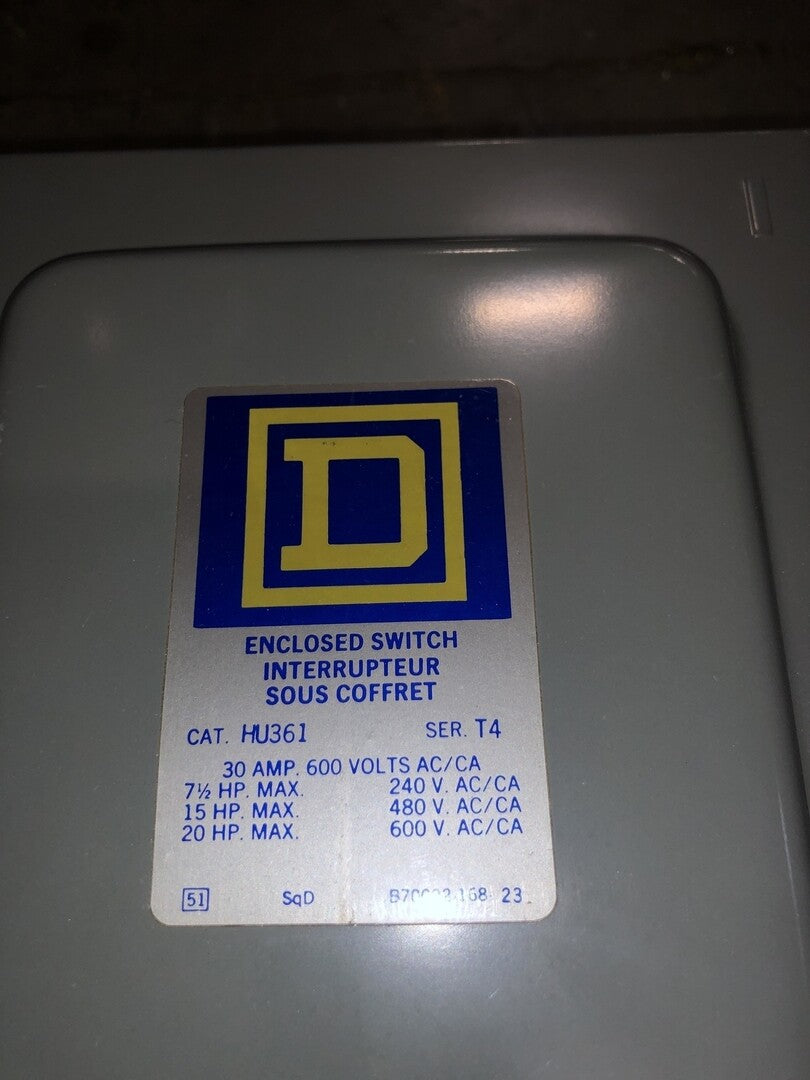 D
ENCLOSED SWITCH
INTERRUPTEUR
SOUS COFFRET
CAT. HU361 SER. T4
30 AMP. 600 VOLTS AC/CA
7½ HP. MAX. 240 V. AC/CA
15 HP. MAX. 480 V. AC/CA
20 HP. MAX. 600 V. AC/CA
51 SqD 23